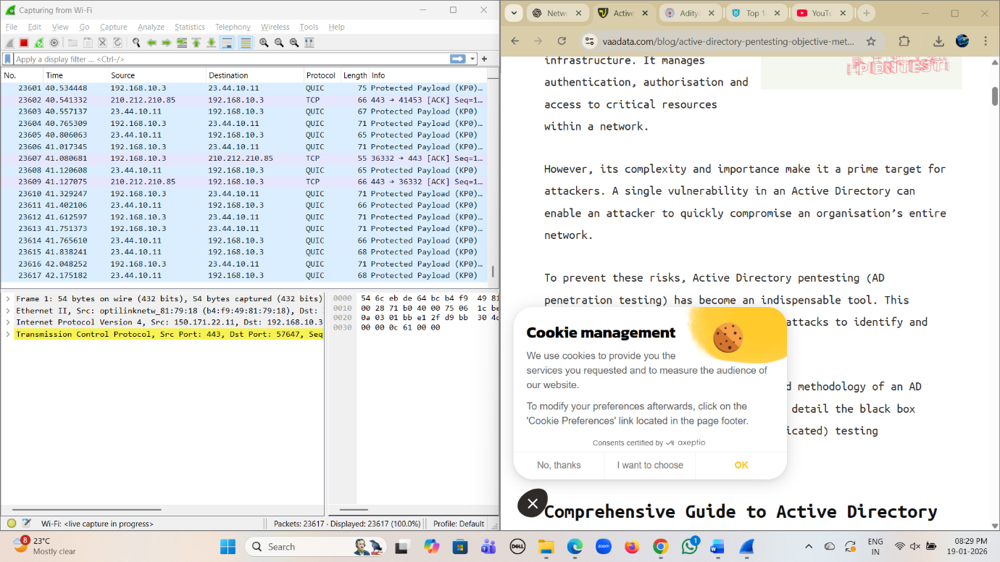 Capturing from Wi-Fi
File Edit View Go Capture Analyze Statistics Telephony Wireless Tools Help
Apply a display filter ... <Ctrl-/>
No. Time Source Destination Protocol Length Info
23601 40.534448 192.168.10.3 23.44.10.11 QUIC 75 Protected Payload (KP0)…
23602 40.541332 210.212.210.85 192.168.10.3 TCP 66 443 → 41453 [ACK] Seq=1…
23603 40.557137 23.44.10.11 192.168.10.3 QUIC 67 Protected Payload (KP0)
23604 40.765309 192.168.10.3 23.44.10.11 QUIC 71 Protected Payload (KP0)…
23605 40.806063 23.44.10.11 192.168.10.3 QUIC 65 Protected Payload (KP0)
23606 41.017345 192.168.10.3 23.44.10.11 QUIC 71 Protected Payload (KP0)…
23607 41.080681 192.168.10.3 210.212.210.85 TCP 55 36332 → 443 [ACK] Seq=1…
23608 41.120608 23.44.10.11 192.168.10.3 QUIC 65 Protected Payload (KP0)
23609 41.127075 210.212.210.85 192.168.10.3 TCP 66 443 → 36332 [ACK] Seq=1…
23610 41.329247 192.168.10.3 23.44.10.11 QUIC 71 Protected Payload (KP0)…
23611 41.402106 23.44.10.11 192.168.10.3 QUIC 66 Protected Payload (KP0)
23612 41.612597 192.168.10.3 23.44.10.11 QUIC 71 Protected Payload (KP0)…
23613 41.751373 192.168.10.3 23.44.10.11 QUIC 71 Protected Payload (KP0)…
23614 41.765610 23.44.10.11 192.168.10.3 QUIC 66 Protected Payload (KP0)
23615 41.838241 23.44.10.11 192.168.10.3 QUIC 68 Protected Payload (KP0)
23616 42.048252 192.168.10.3 23.44.10.11 QUIC 71 Protected Payload (KP0)…
23617 42.175182 23.44.10.11 192.168.10.3 QUIC 68 Protected Payload (KP0)
Frame 1: 54 bytes on wire (432 bits), 54 bytes captured (432 bits)
Ethernet II, Src: optilinknetw_81:79:18 (b4:f9:49:81:79:18), Dst:
Internet Protocol Version 4, Src: 150.171.22.11, Dst: 192.168.10.3
Transmission Control Protocol, Src Port: 443, Dst Port: 57647, Seq
0000 54 6c eb de 64 bc b4 f9 49 81
0010 00 28 71 b0 40 00 75 06 1c be
0020 0a 03 01 bb e1 2f d9 bb 30 4c
0030 00 00 0c 61 00 00
Wi-Fi: <live capture in progress>
Packets: 23617 · Displayed: 23617 (100.0%)
Profile: Default
Netw
Active
Aditya
Top 1
YouTu
vaadata.com/blog/active-directory-pentesting-objective-met...
PENTEST
infrastructure. It manages
authentication, authorisation and
access to critical resources
within a network.
However, its complexity and importance make it a prime target for
attackers. A single vulnerability in an Active Directory can
enable an attacker to quickly compromise an organisation’s entire
network.
To prevent these risks, Active Directory pentesting (AD
penetration testing) has become an indispensable tool. This
attacks to identify and
d methodology of an AD
detail the black box
icated) testing
Cookie management
We use cookies to provide you the
services you requested and to measure the audience of
our website.
To modify your preferences afterwards, click on the
'Cookie Preferences' link located in the page footer.
Consents certified by axeptio
No, thanks
I want to choose
OK
Comprehensive Guide to Active Directory
8
23°C
Mostly clear
Search
DELL
zoom
1
ENG
IN
08:29 PM
19-01-2026